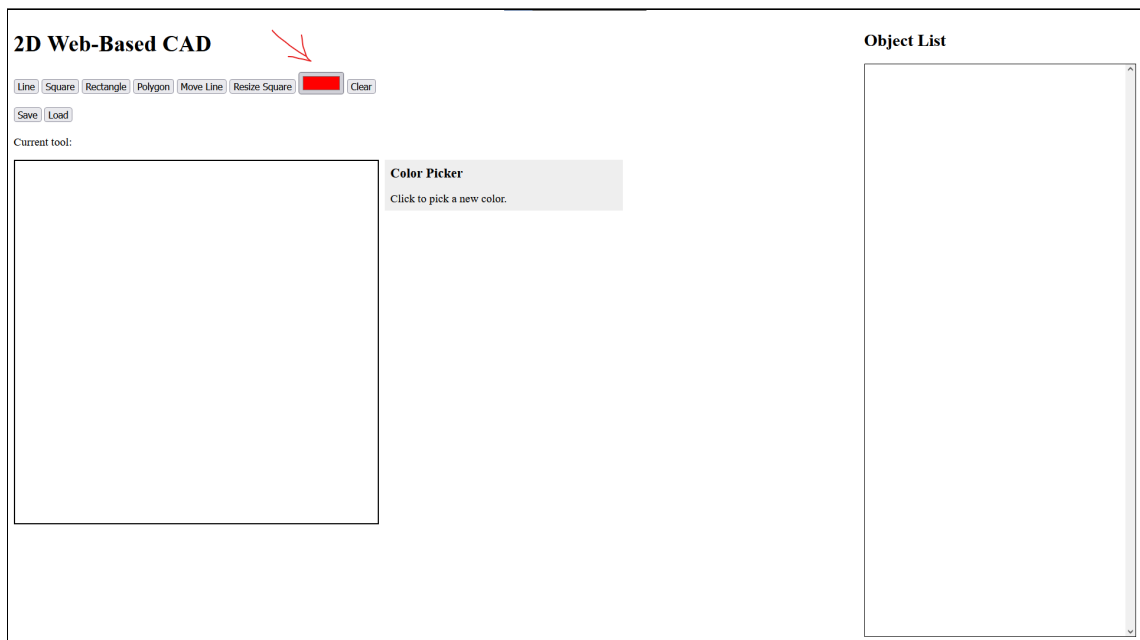 2D Web-Based CAD
Line Square Rectangle Polygon Move Line Resize Square Clear
Save Load
Current tool:
Color Picker
Click to pick a new color.
Object List